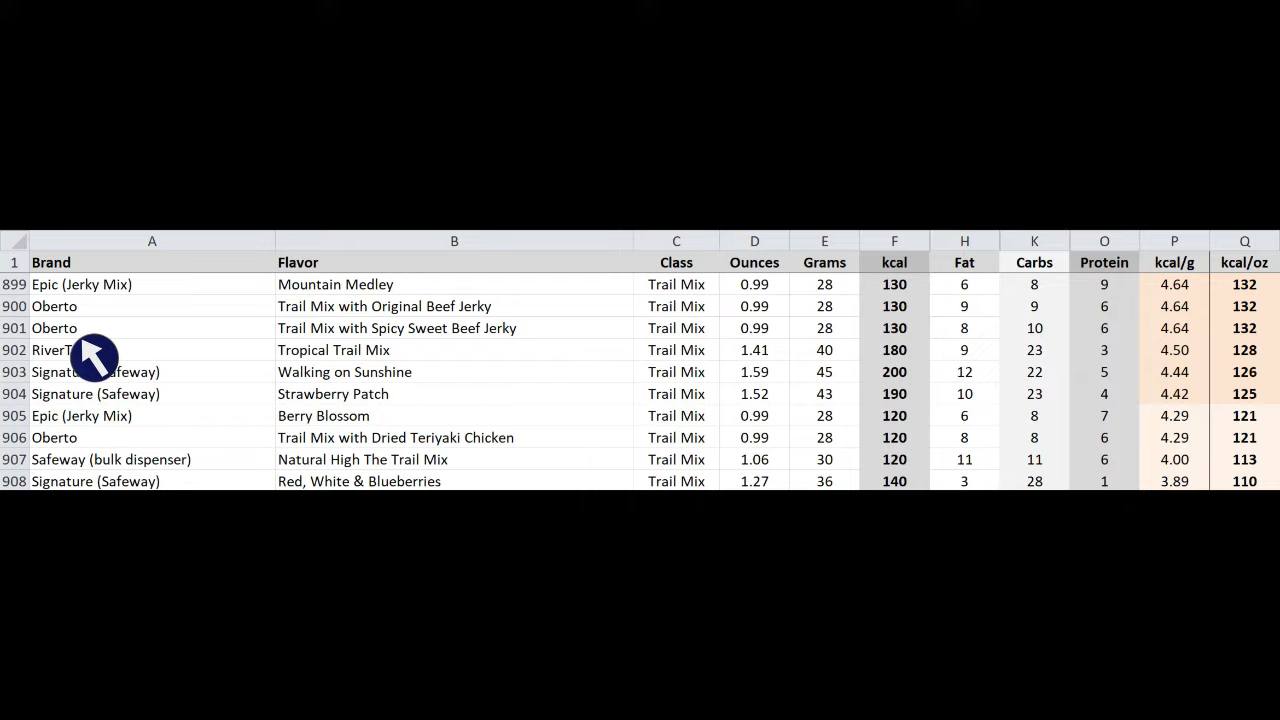 A B C D E F H K O P Q
1 Brand Flavor Class Ounces Grams kcal Fat Carbs Protein kcal/g kcal/oz
899 Epic (Jerky Mix) Mountain Medley Trail Mix 0.99 28 130 6 8 9 4.64 132
900 Oberto Trail Mix with Original Beef Jerky Trail Mix 0.99 28 130 9 9 6 4.64 132
901 Oberto Trail Mix with Spicy Sweet Beef Jerky Trail Mix 0.99 28 130 8 10 6 4.64 132
902 Tropical Trail Mix Trail Mix 1.41 40 180 9 23 3 4.50 128
903 Walking on Sunshine Trail Mix 1.59 45 200 12 22 5 4.44 126
904 Signature (Safeway) Strawberry Patch Trail Mix 1.52 43 190 10 23 4 4.42 125
905 Epic (Jerky Mix) Berry Blossom Trail Mix 0.99 28 120 6 8 7 4.29 121
906 Oberto Trail Mix with Dried Teriyaki Chicken Trail Mix 0.99 28 120 8 8 6 4.29 121
907 Safeway (bulk dispenser) Natural High The Trail Mix Trail Mix 1.06 30 120 11 11 6 4.00 113
908 Signature (Safeway) Red, White & Blueberries Trail Mix 1.27 36 140 3 28 1 3.89 110